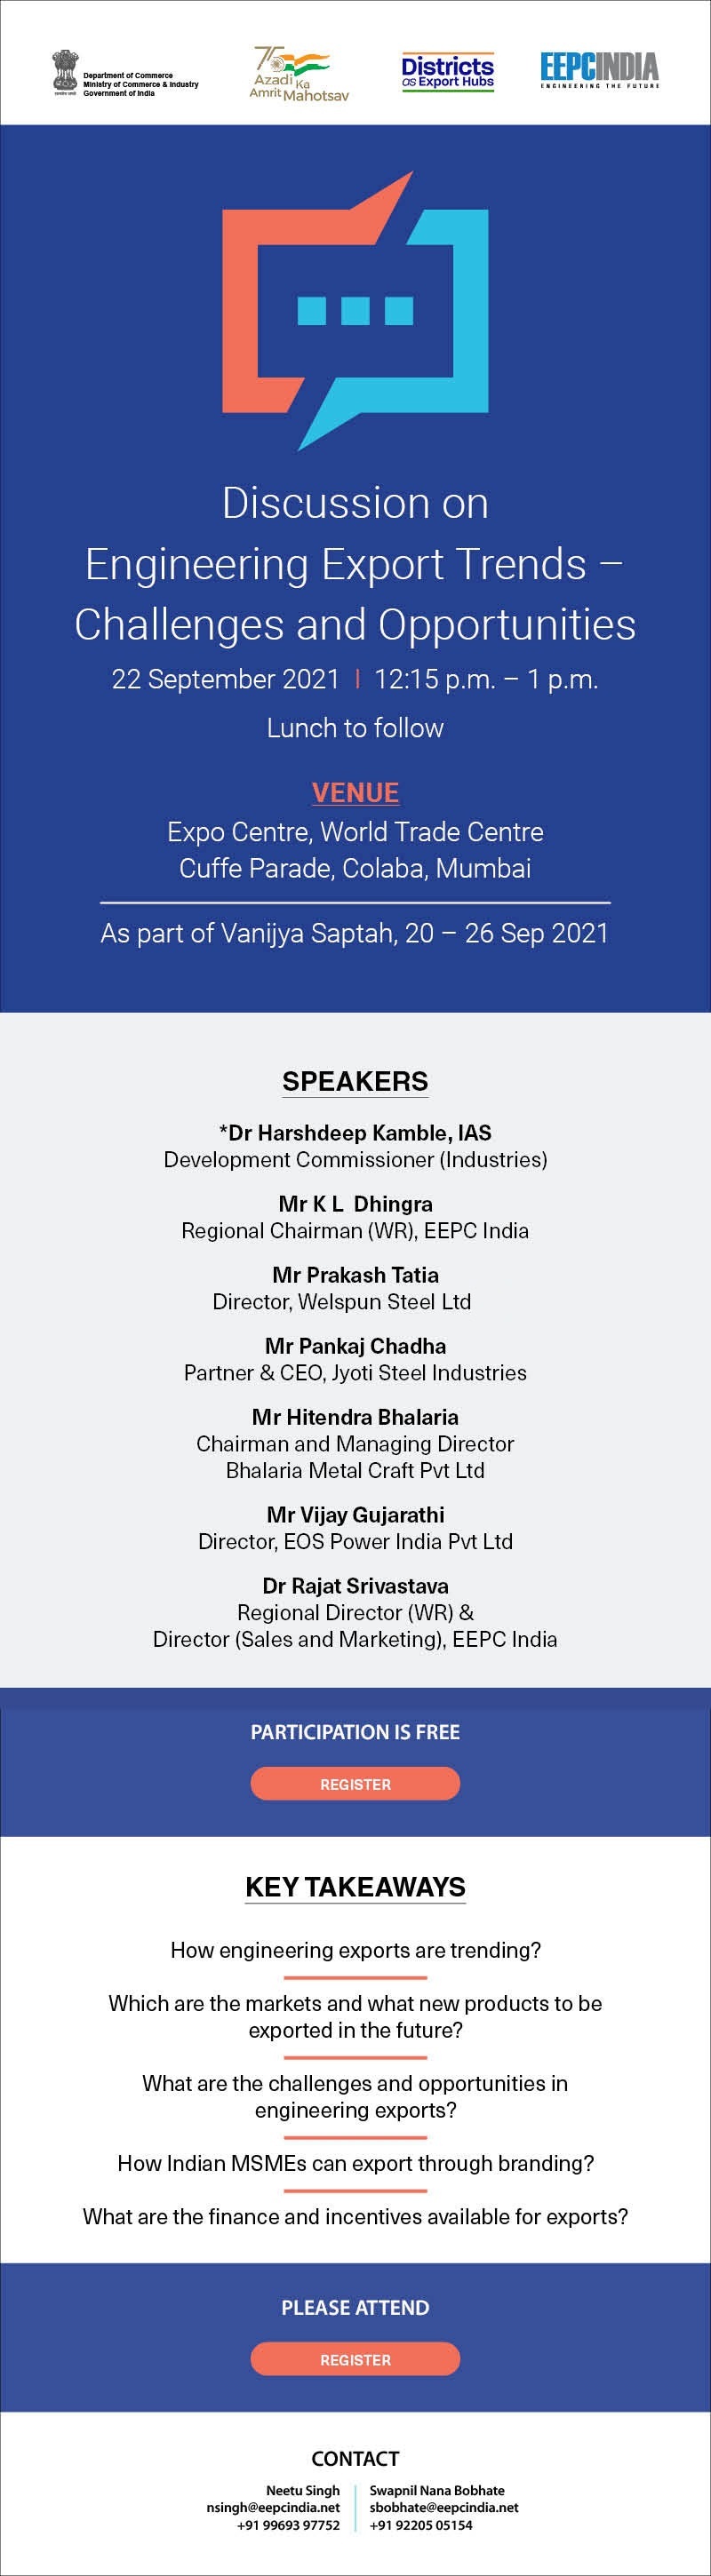 Department of Commerce
Ministry of Commerce & Industry
Government of India
75
Azadi Ka
Amrit Mahotsav
Districts
as Export Hubs
EEPCINDIA
ENGINEERING THE FUTURE
Discussion on
Engineering Export Trends –
Challenges and Opportunities
22 September 2021 | 12:15 p.m. – 1 p.m.
Lunch to follow
VENUE
Expo Centre, World Trade Centre
Cuffe Parade, Colaba, Mumbai
As part of Vanijya Saptah, 20 – 26 Sep 2021
SPEAKERS
*Dr Harshdeep Kamble, IAS
Development Commissioner (Industries)
Mr K L Dhingra
Regional Chairman (WR), EEPC India
Mr Prakash Tatia
Director, Welspun Steel Ltd
Mr Pankaj Chadha
Partner & CEO, Jyoti Steel Industries
Mr Hitendra Bhalaria
Chairman and Managing Director
Bhalaria Metal Craft Pvt Ltd
Mr Vijay Gujarathi
Director, EOS Power India Pvt Ltd
Dr Rajat Srivastava
Regional Director (WR) &
Director (Sales and Marketing), EEPC India
PARTICIPATION IS FREE
REGISTER
KEY TAKEAWAYS
How engineering exports are trending?
Which are the markets and what new products to be
exported in the future?
What are the challenges and opportunities in
engineering exports?
How Indian MSMEs can export through branding?
What are the finance and incentives available for exports?
PLEASE ATTEND
REGISTER
CONTACT
Neetu Singh
nsingh@eepcindia.net
+91 99693 97752
Swapnil Nana Bobhate
sbobhate@eepcindia.net
+91 92205 05154